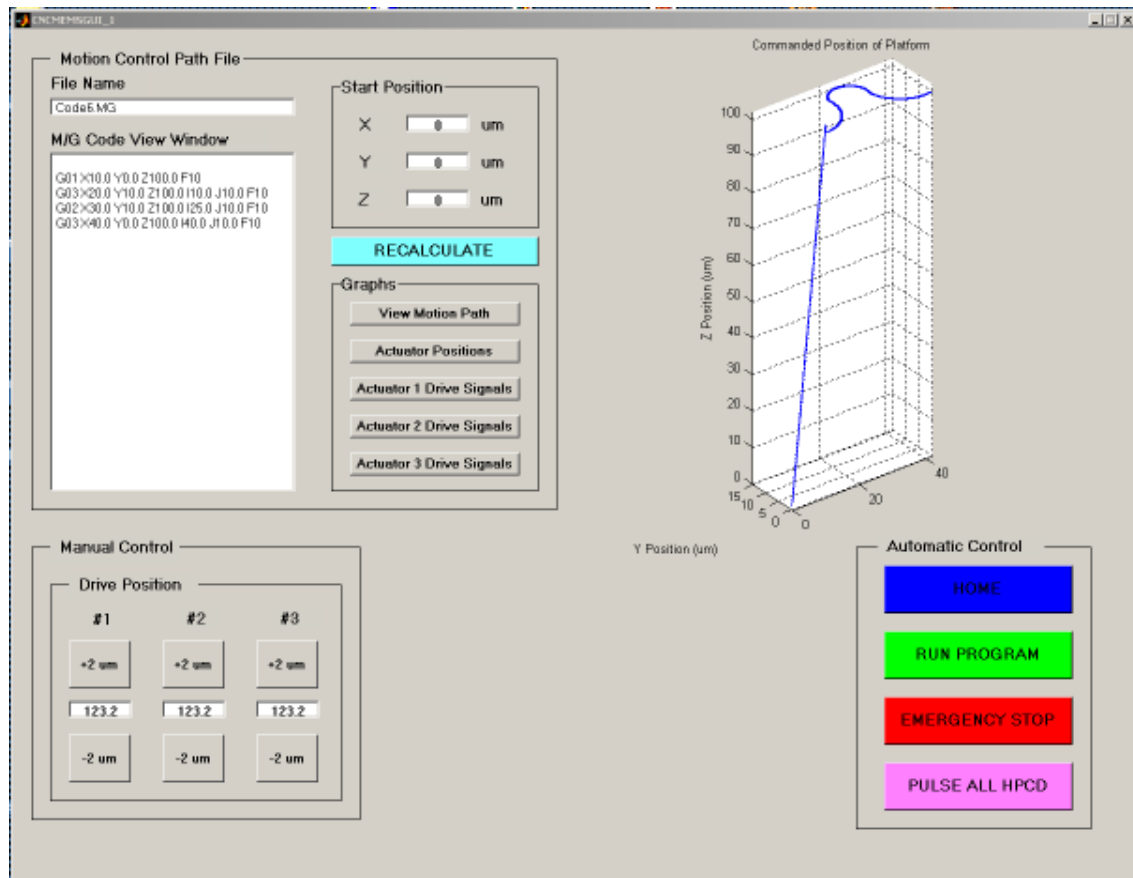 CNCMEMSGUI_1
Motion Control Path File
File Name
Code6.MG
M/G Code View Window
G01 X10.0 Y0.0 Z100.0 F10
G03 X20.0 Y10.0 Z100.0 I10.0 J10.0 F10
G02 X30.0 Y10.0 Z100.0 I25.0 J10.0 F10
G03 X40.0 Y0.0 Z100.0 I40.0 J10.0 F10
Start Position
X 0 um
Y 0 um
Z 0 um
RECALCULATE
Graphs
View Motion Path
Actuator Positions
Actuator 1 Drive Signals
Actuator 2 Drive Signals
Actuator 3 Drive Signals
Commanded Position of Platform
Z Position (um)
100
90
80
70
60
50
40
30
20
10
0
15
10
5
0
0
20
40
Y Position (um)
Manual Control
Drive Position
#1 #2 #3
+2 um +2 um +2 um
123.2 123.2 123.2
-2 um -2 um -2 um
Automatic Control
HOME
RUN PROGRAM
EMERGENCY STOP
PULSE ALL HPCD